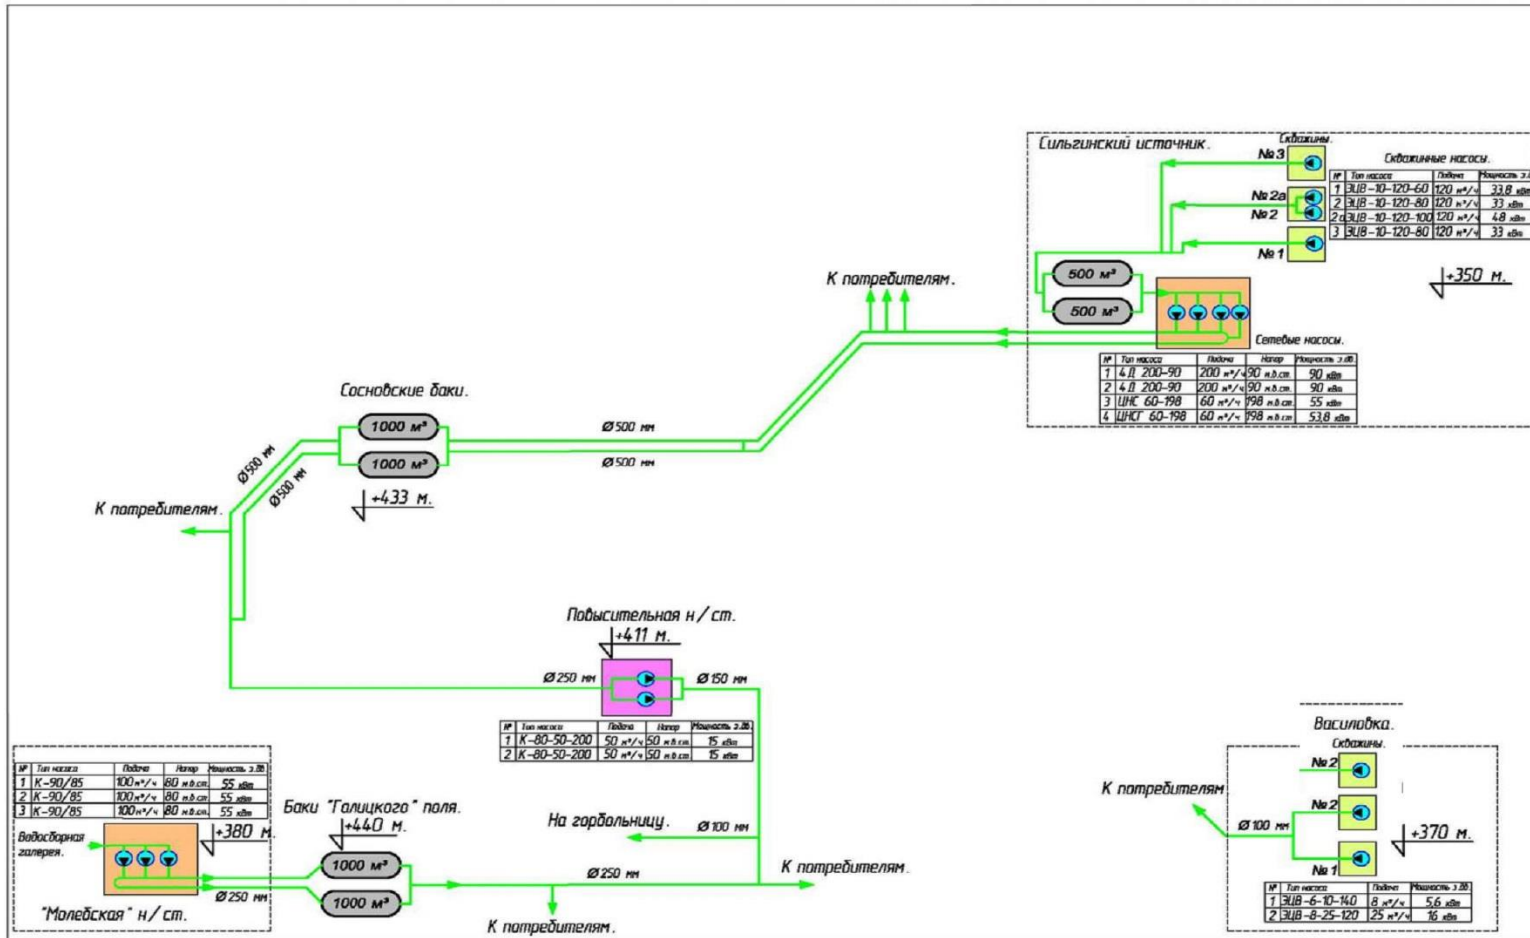 Сильгинский источник.
Скважины.
№3
№2а
№2
№1
Скважинные насосы.
№ Тип насоса Подача Мощность э.дв.
1 ЭЦВ-10-120-60 120 м³/ч 33,8 кВт
2 ЭЦВ-10-120-80 120 м³/ч 33 кВт
2а ЭЦВ-10-120-100 120 м³/ч 48 кВт
3 ЭЦВ-10-120-80 120 м³/ч 33 кВт
+350 м.
500 м³
500 м³
Сетевые насосы.
№ Тип насоса Подача Напор Мощность э.дв.
1 4 Д 200-90 200 м³/ч 90 м.в.ст. 90 кВт
2 4 Д 200-90 200 м³/ч 90 м.в.ст. 90 кВт
3 ЦНС 60-198 60 м³/ч 198 м.в.ст. 55 кВт
4 ЦНСГ 60-198 60 м³/ч 198 м.в.ст. 53,8 кВт
К потребителям.
Сосновские баки.
1000 м³
1000 м³
+433 м.
Ø500 мм
Ø500 мм
Ø500 мм
Ø500 мм
К потребителям.
Повысительная н/ст.
+411 м.
Ø250 мм
Ø150 мм
№ Тип насоса Подача Напор Мощность э.дв.
1 К-80-50-200 50 м³/ч 50 м.в.ст. 15 кВт
2 К-80-50-200 50 м³/ч 50 м.в.ст. 15 кВт
№ Тип насоса Подача Напор Мощность э.дв.
1 К-90/85 100 м³/ч 80 м.в.ст. 55 кВт
2 К-90/85 100 м³/ч 80 м.в.ст. 55 кВт
3 К-90/85 100 м³/ч 80 м.в.ст. 55 кВт
Водосборная
галерея.
+380 м.
Ø250 мм
"Молебская" н/ст.
Баки "Галицкого" поля.
+440 м.
1000 м³
1000 м³
На горбольницу.
Ø100 мм
Ø250 мм
К потребителям.
К потребителям.
Василовка.
Скважины.
№2
№2
№1
К потребителям
Ø100 мм
+370 м.
№ Тип насоса Подача Мощность э.дв.
1 ЭЦВ-6-10-140 8 м³/ч 5,6 кВт
2 ЭЦВ-8-25-120 25 м³/ч 16 кВт